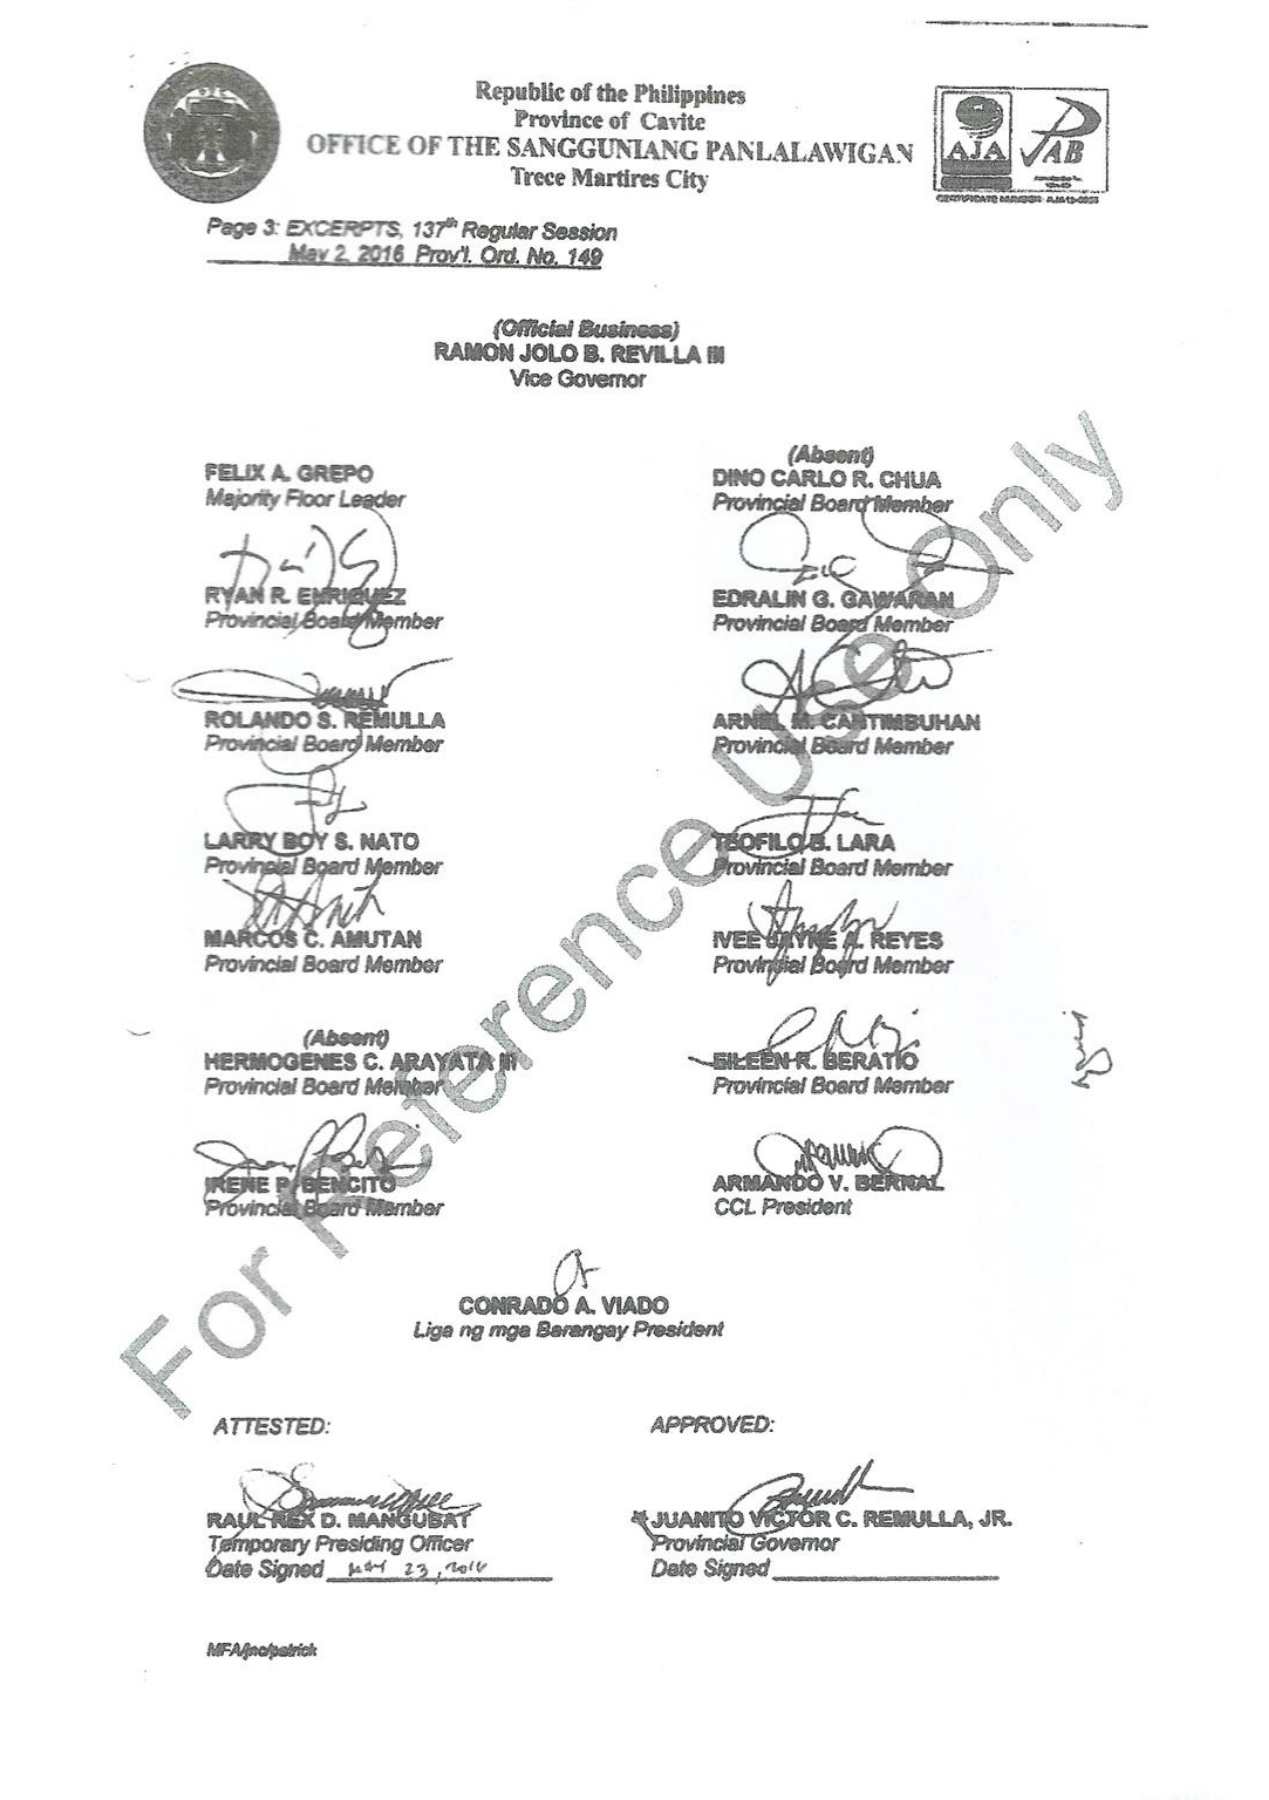 Republic of the Philippines
Province of Cavite
OFFICE OF THE SANGGUNIANG PANLALAWIGAN
Trece Martires City
AJA
PAB
Page 3: EXCERPTS, 137th Regular Session
May 2, 2016 Prov'l. Ord. No. 149
(Official Business)
RAMON JOLO B. REVILLA III
Vice Governor
FELIX A. GREPO
Majority Floor Leader
(Absent)
DINO CARLO R. CHUA
Provincial Board Member
RYAN R. ENRIQUEZ
Provincial Board Member
EDRALIN G. GAWARAN
Provincial Board Member
ROLANDO S. REMULLA
Provincial Board Member
ARNEL M. CANTIMBUHAN
Provincial Board Member
LARRY BOY S. NATO
Provincial Board Member
TEOFILO B. LARA
Provincial Board Member
MARCOS C. AMUTAN
Provincial Board Member
IVEE JAYNE A. REYES
Provincial Board Member
(Absent)
HERMOGENES C. ARAYATA III
Provincial Board Member
EILEEN R. BERATIO
Provincial Board Member
IRENE P. BENCITO
Provincial Board Member
ARMANDO V. BERNAL
CCL President
CONRADO A. VIADO
Liga ng mga Barangay President
ATTESTED:
APPROVED:
RAUL REX D. MANGUBAT
Temporary Presiding Officer
Date Signed MAY 23, 2016
JUANITO VICTOR C. REMULLA, JR.
Provincial Governor
Date Signed
MFA/jno/patrick
For Reference Use Only